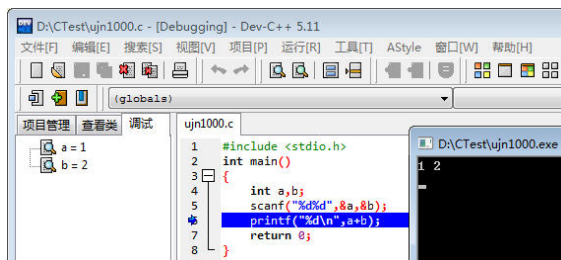 D:\CTest\ujn1000.c - [Debugging] - Dev-C++ 5.11
文件[F] 编辑[E] 搜索[S] 视图[V] 项目[P] 运行[R] 工具[T] AStyle 窗口[W] 帮助[H]
(globals)
项目管理 查看类 调试
a = 1
b = 2
ujn1000.c
1 #include <stdio.h>
2 int main()
3 {
4 int a,b;
5 scanf("%d%d",&a,&b);
printf("%d\n",a+b);
7 return 0;
8 }
D:\CTest\ujn1000.exe
1 2